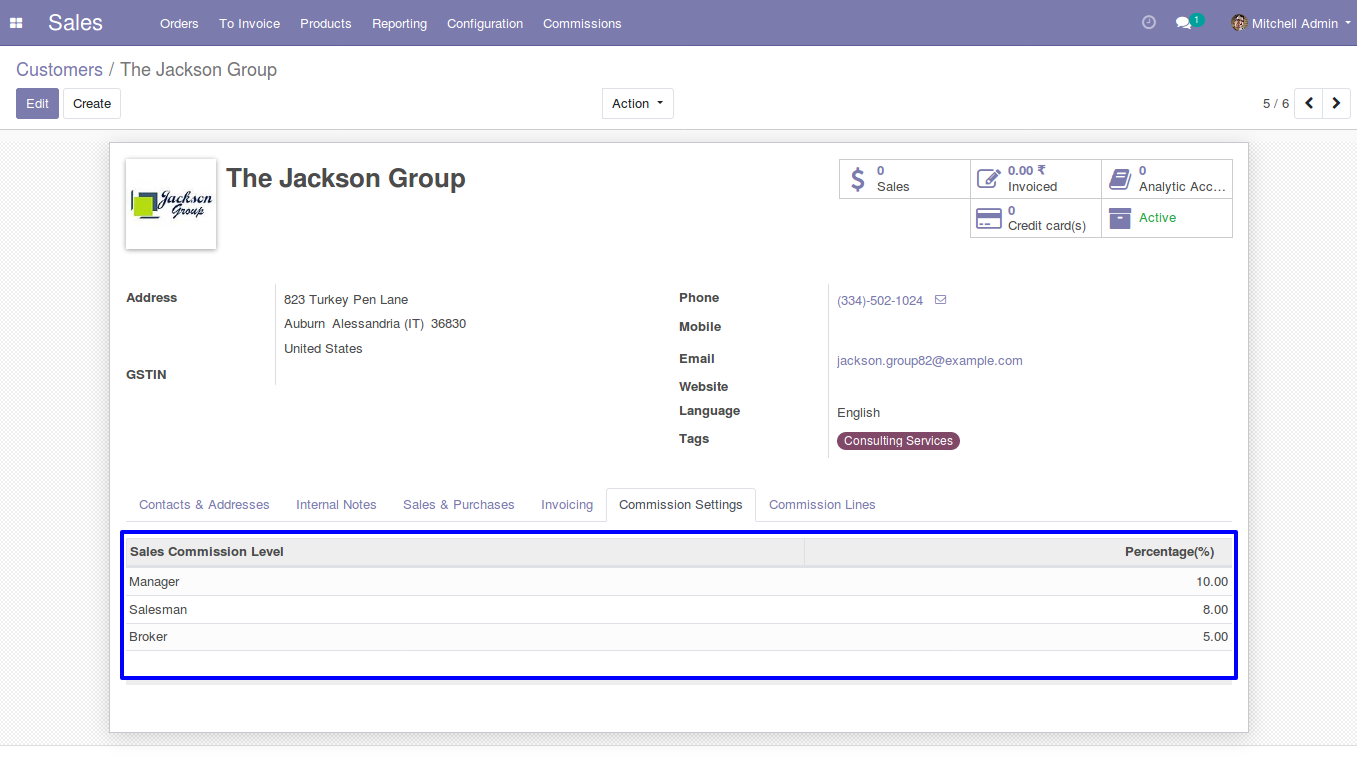 Sales Orders To Invoice Products Reporting Configuration Commissions 1 Mitchell Admin
Customers / The Jackson Group
Edit Create Action 5 / 6
The Jackson Group
Jackson
Group
0
Sales
0.00 ₹
Invoiced
0
Analytic Acc...
0
Credit card(s)
Active
Address
823 Turkey Pen Lane
Auburn Alessandria (IT) 36830
United States
GSTIN
Phone (334)-502-1024
Mobile
Email jackson.group82@example.com
Website
Language English
Tags Consulting Services
Contacts & Addresses Internal Notes Sales & Purchases Invoicing Commission Settings Commission Lines
Sales Commission Level Percentage(%)
Manager 10.00
Salesman 8.00
Broker 5.00